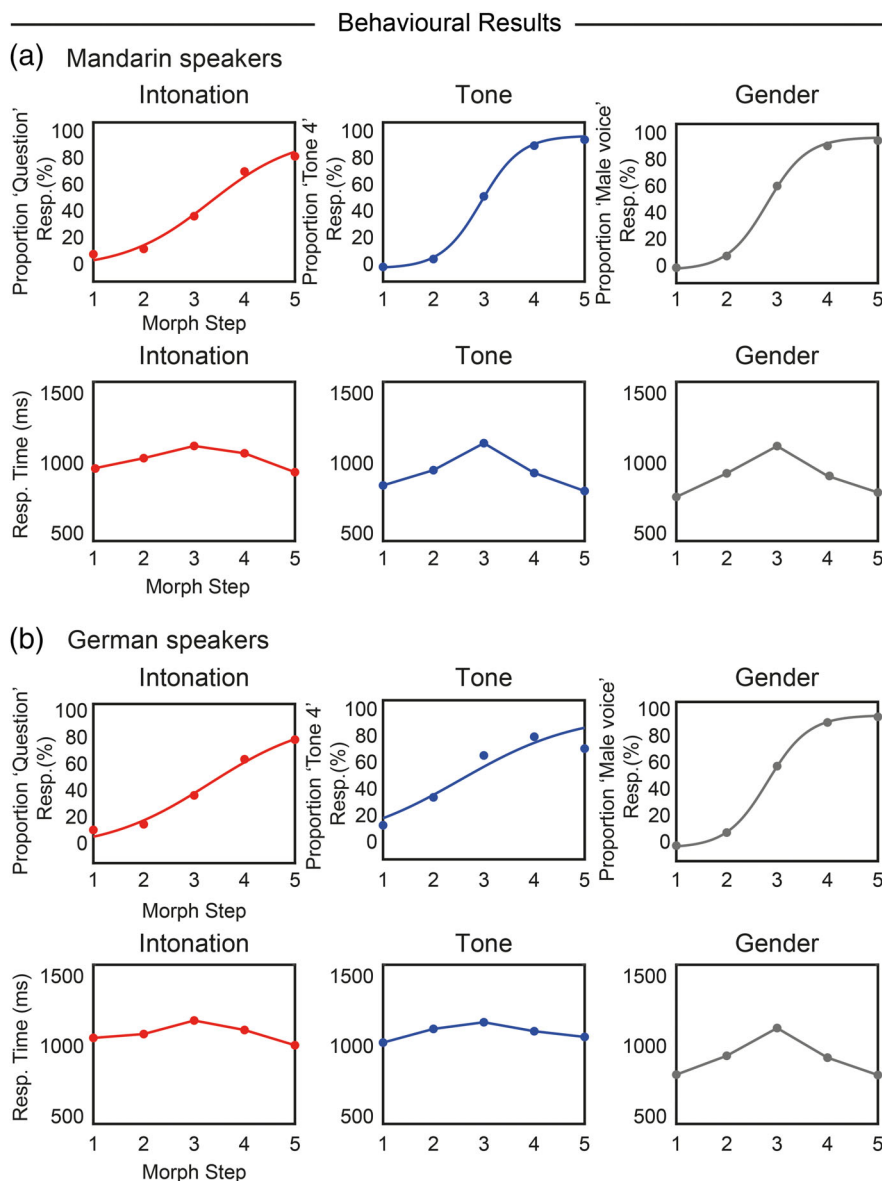 Behavioural Results
(a) Mandarin speakers
Intonation
Tone
Gender
Proportion ‘Question’
Resp.(%)
100
80
60
40
20
0
1 2 3 4 5
Morph Step
Proportion ‘Tone 4’
Resp.(%)
100
80
60
40
20
0
1 2 3 4 5
Proportion ‘Male voice’
Resp.(%)
100
80
60
40
20
0
1 2 3 4 5
Intonation
Tone
Gender
Resp. Time (ms)
1500
1000
500
1 2 3 4 5
Morph Step
1500
1000
500
1 2 3 4 5
1500
1000
500
1 2 3 4 5
(b) German speakers
Intonation
Tone
Gender
Proportion ‘Question’
Resp.(%)
100
80
60
40
20
0
1 2 3 4 5
Morph Step
Proportion ‘Tone 4’
Resp.(%)
100
80
60
40
20
0
1 2 3 4 5
Proportion ‘Male voice’
Resp.(%)
100
80
60
40
20
0
1 2 3 4 5
Intonation
Tone
Gender
Resp. Time (ms)
1500
1000
500
1 2 3 4 5
Morph Step
1500
1000
500
1 2 3 4 5
1500
1000
500
1 2 3 4 5